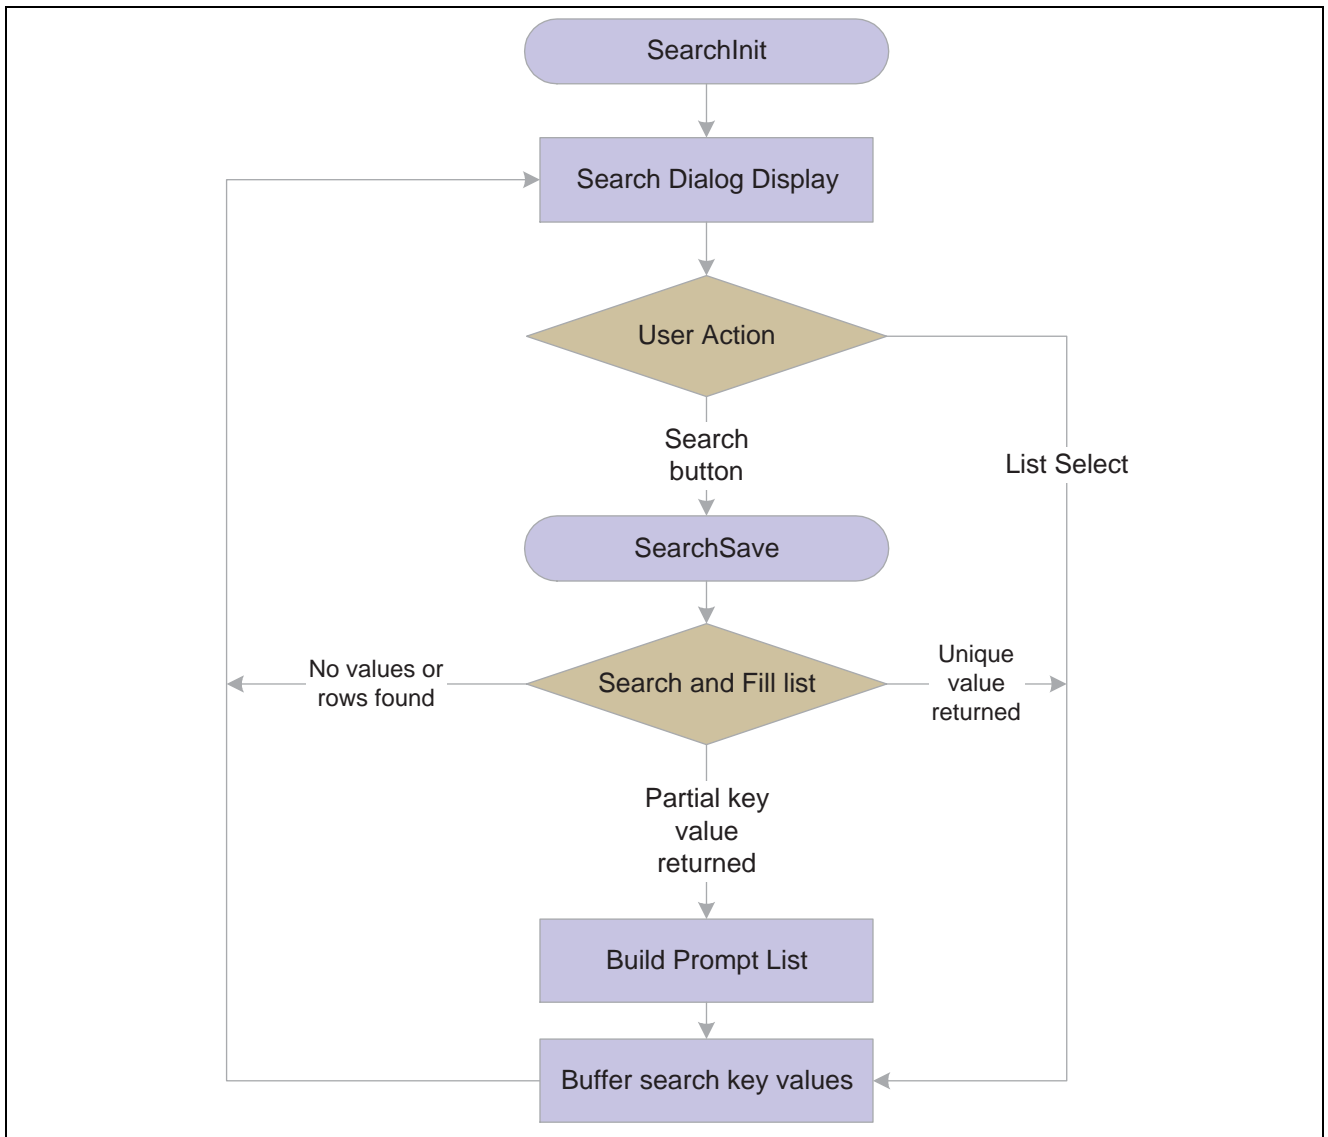 SearchInit
Search Dialog Display
User Action
Search
button
List Select
SearchSave
No values or
rows found
Search and Fill list
Unique
value
returned
Partial key
value
returned
Build Prompt List
Buffer search key values